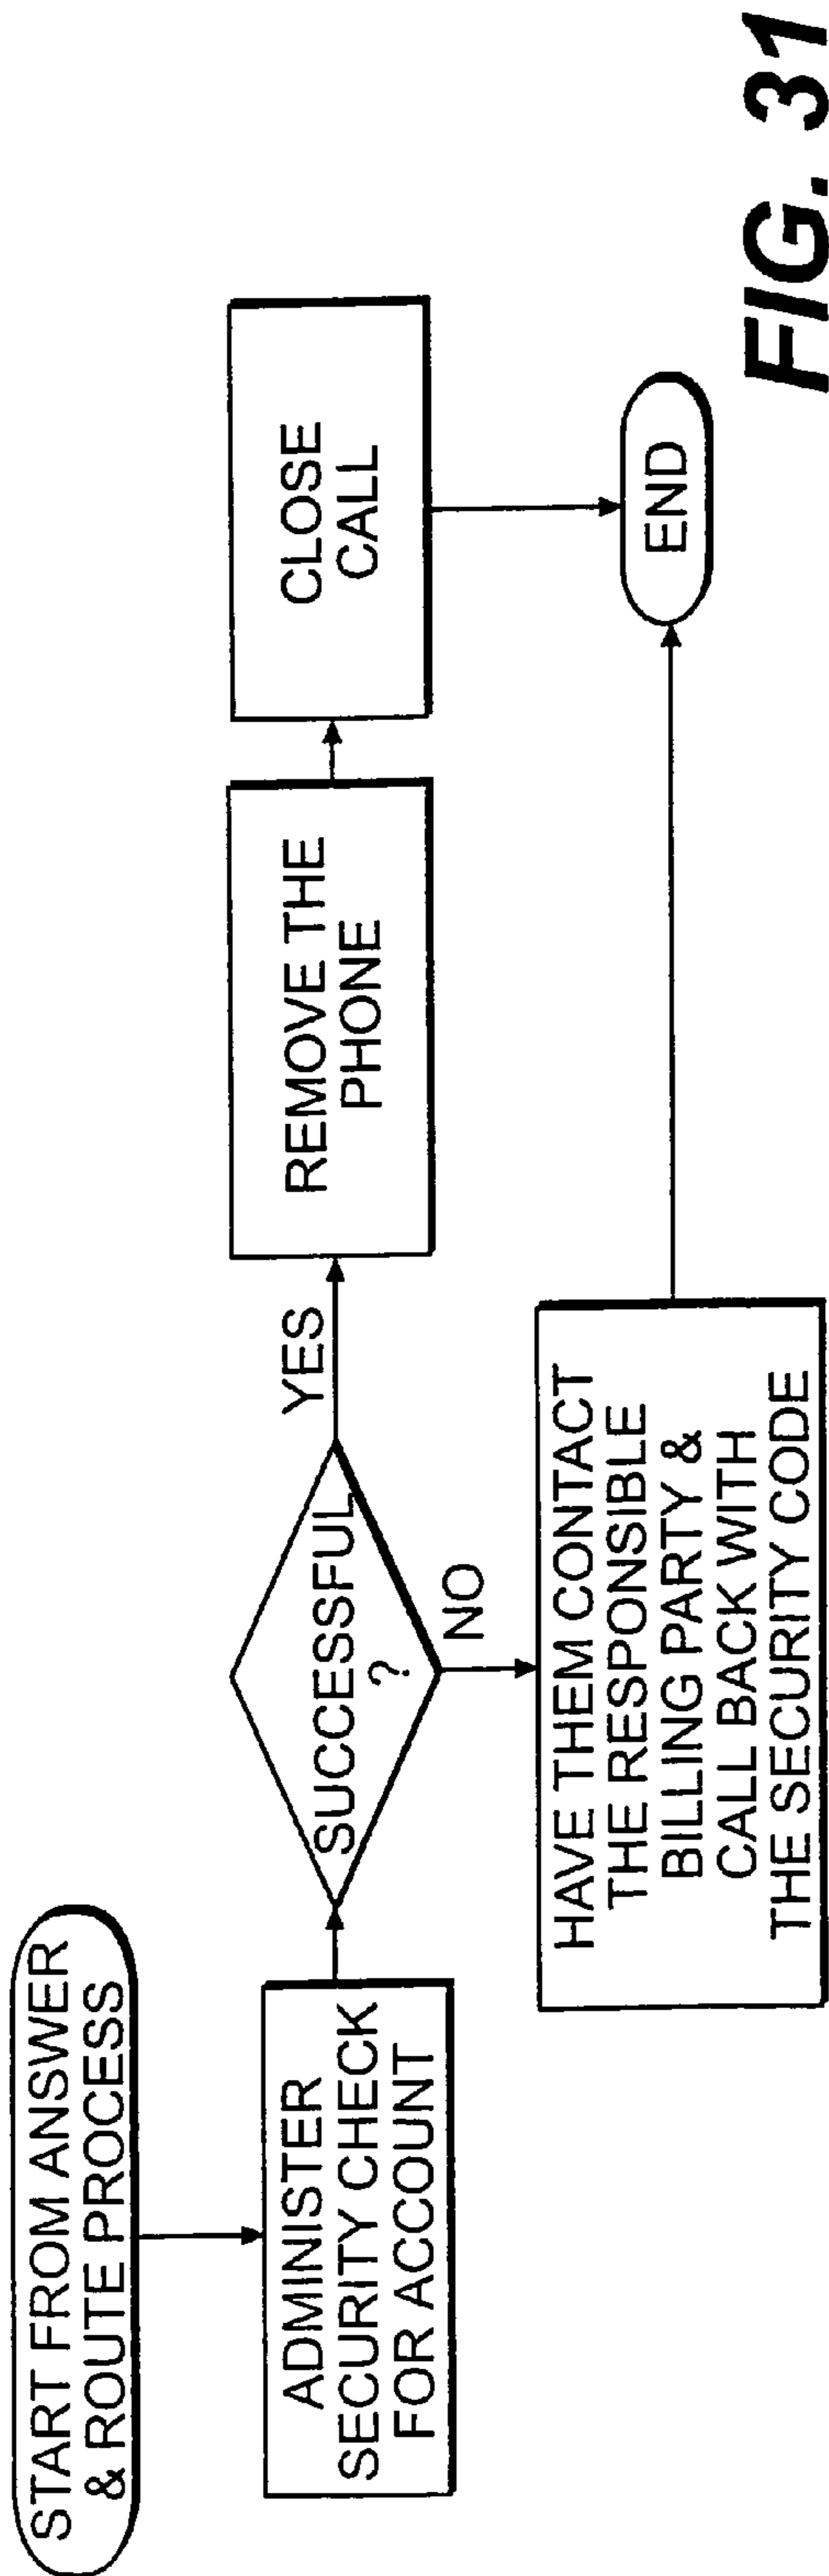 START FROM ANSWER
& ROUTE PROCESS
ADMINISTER
SECURITY CHECK
FOR ACCOUNT
SUCCESSFUL
?
YES
NO
REMOVE THE
PHONE
CLOSE
CALL
HAVE THEM CONTACT
THE RESPONSIBLE
BILLING PARTY &
CALL BACK WITH
THE SECURITY CODE
END
FIG. 31